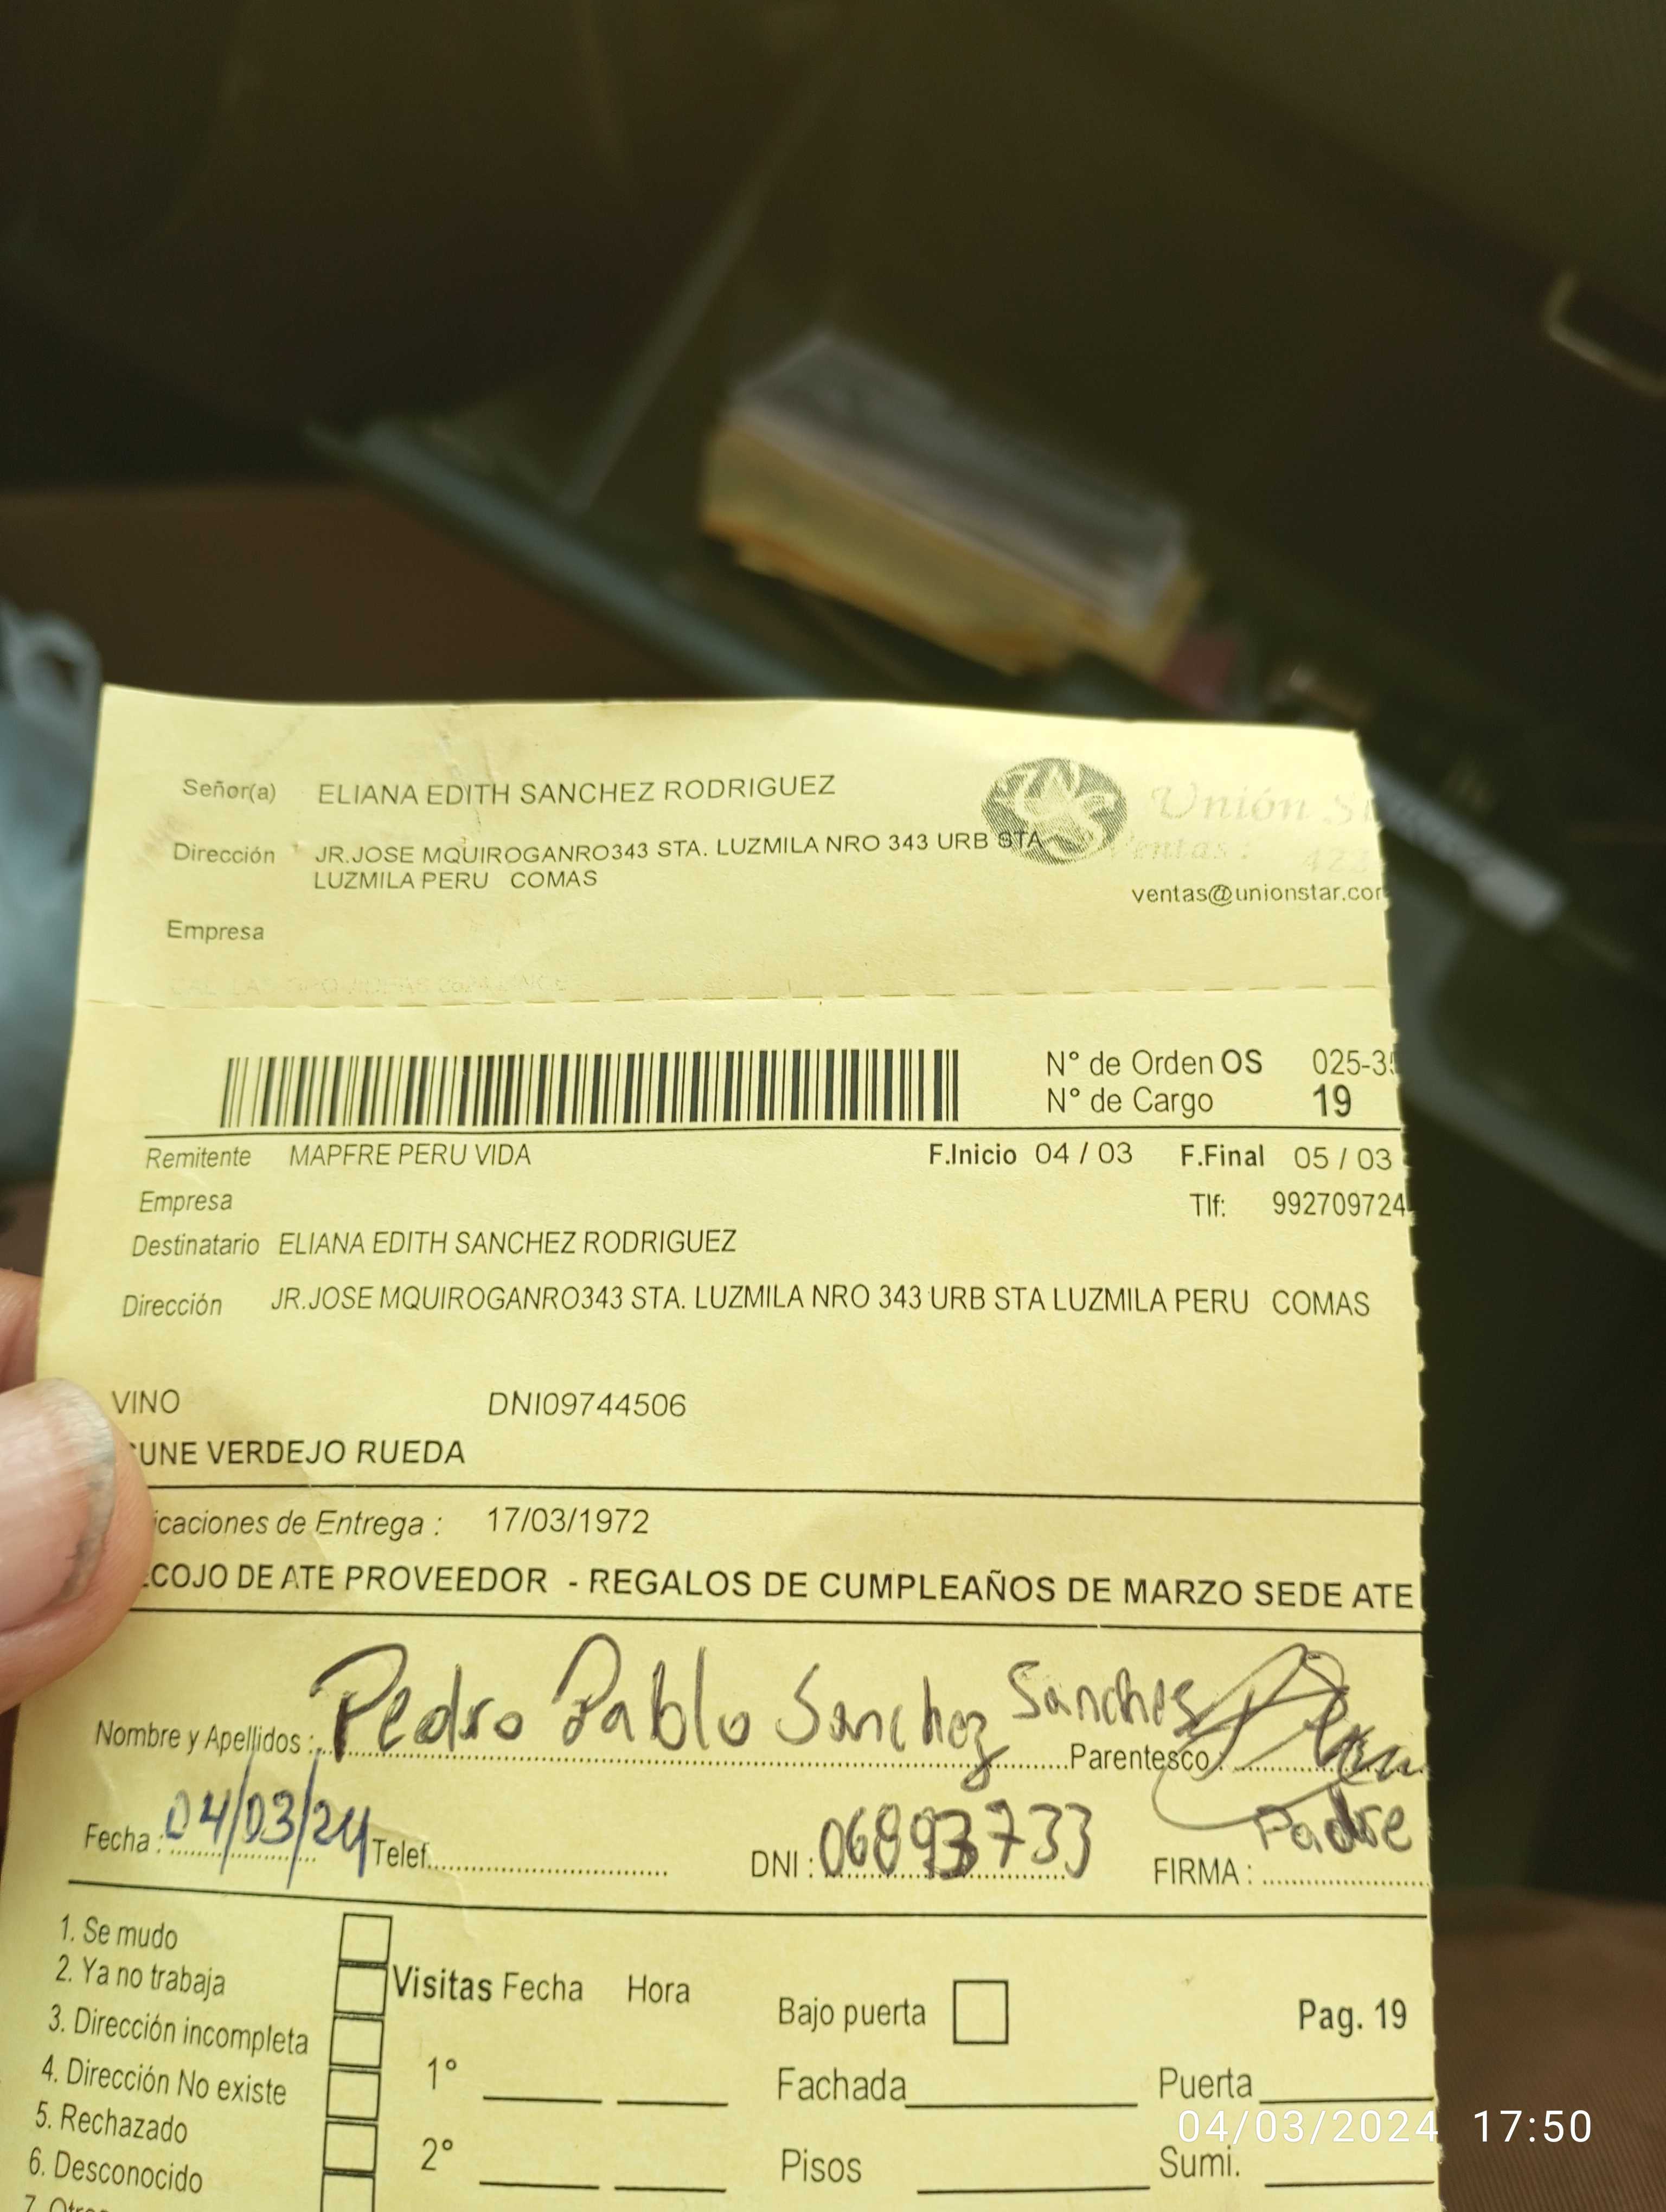 Señor(a) ELIANA EDITH SANCHEZ RODRIGUEZ
Unión
Dirección JR.JOSE MQUIROGANRO343 STA. LUZMILA NRO 343 URB STA
Ventas :
LUZMILA PERU COMAS
ventas@unionstar.com
Empresa
N° de Orden OS 025-3
N° de Cargo 19
Remitente MAPFRE PERU VIDA F.Inicio 04 / 03 F.Final 05 / 03
Empresa Tlf: 992709724
Destinatario ELIANA EDITH SANCHEZ RODRIGUEZ
Dirección JR.JOSE MQUIROGANRO343 STA. LUZMILA NRO 343 URB STA LUZMILA PERU COMAS
VINO DNI09744506
UNE VERDEJO RUEDA
icaciones de Entrega : 17/03/1972
COJO DE ATE PROVEEDOR - REGALOS DE CUMPLEAÑOS DE MARZO SEDE ATE
Nombre y Apellidos : Pedro Pablo Sanchez Sanches Parentesco :
Padre
Fecha : 04/03/24 Telef. DNI : 06893733 FIRMA :
1. Se mudo
2. Ya no trabaja
3. Dirección incompleta
4. Dirección No existe
5. Rechazado
6. Desconocido
7. Otros
Visitas Fecha Hora
1°
2°
Bajo puerta Pag. 19
Fachada Puerta
Pisos Sumi.
04/03/2024 17:50